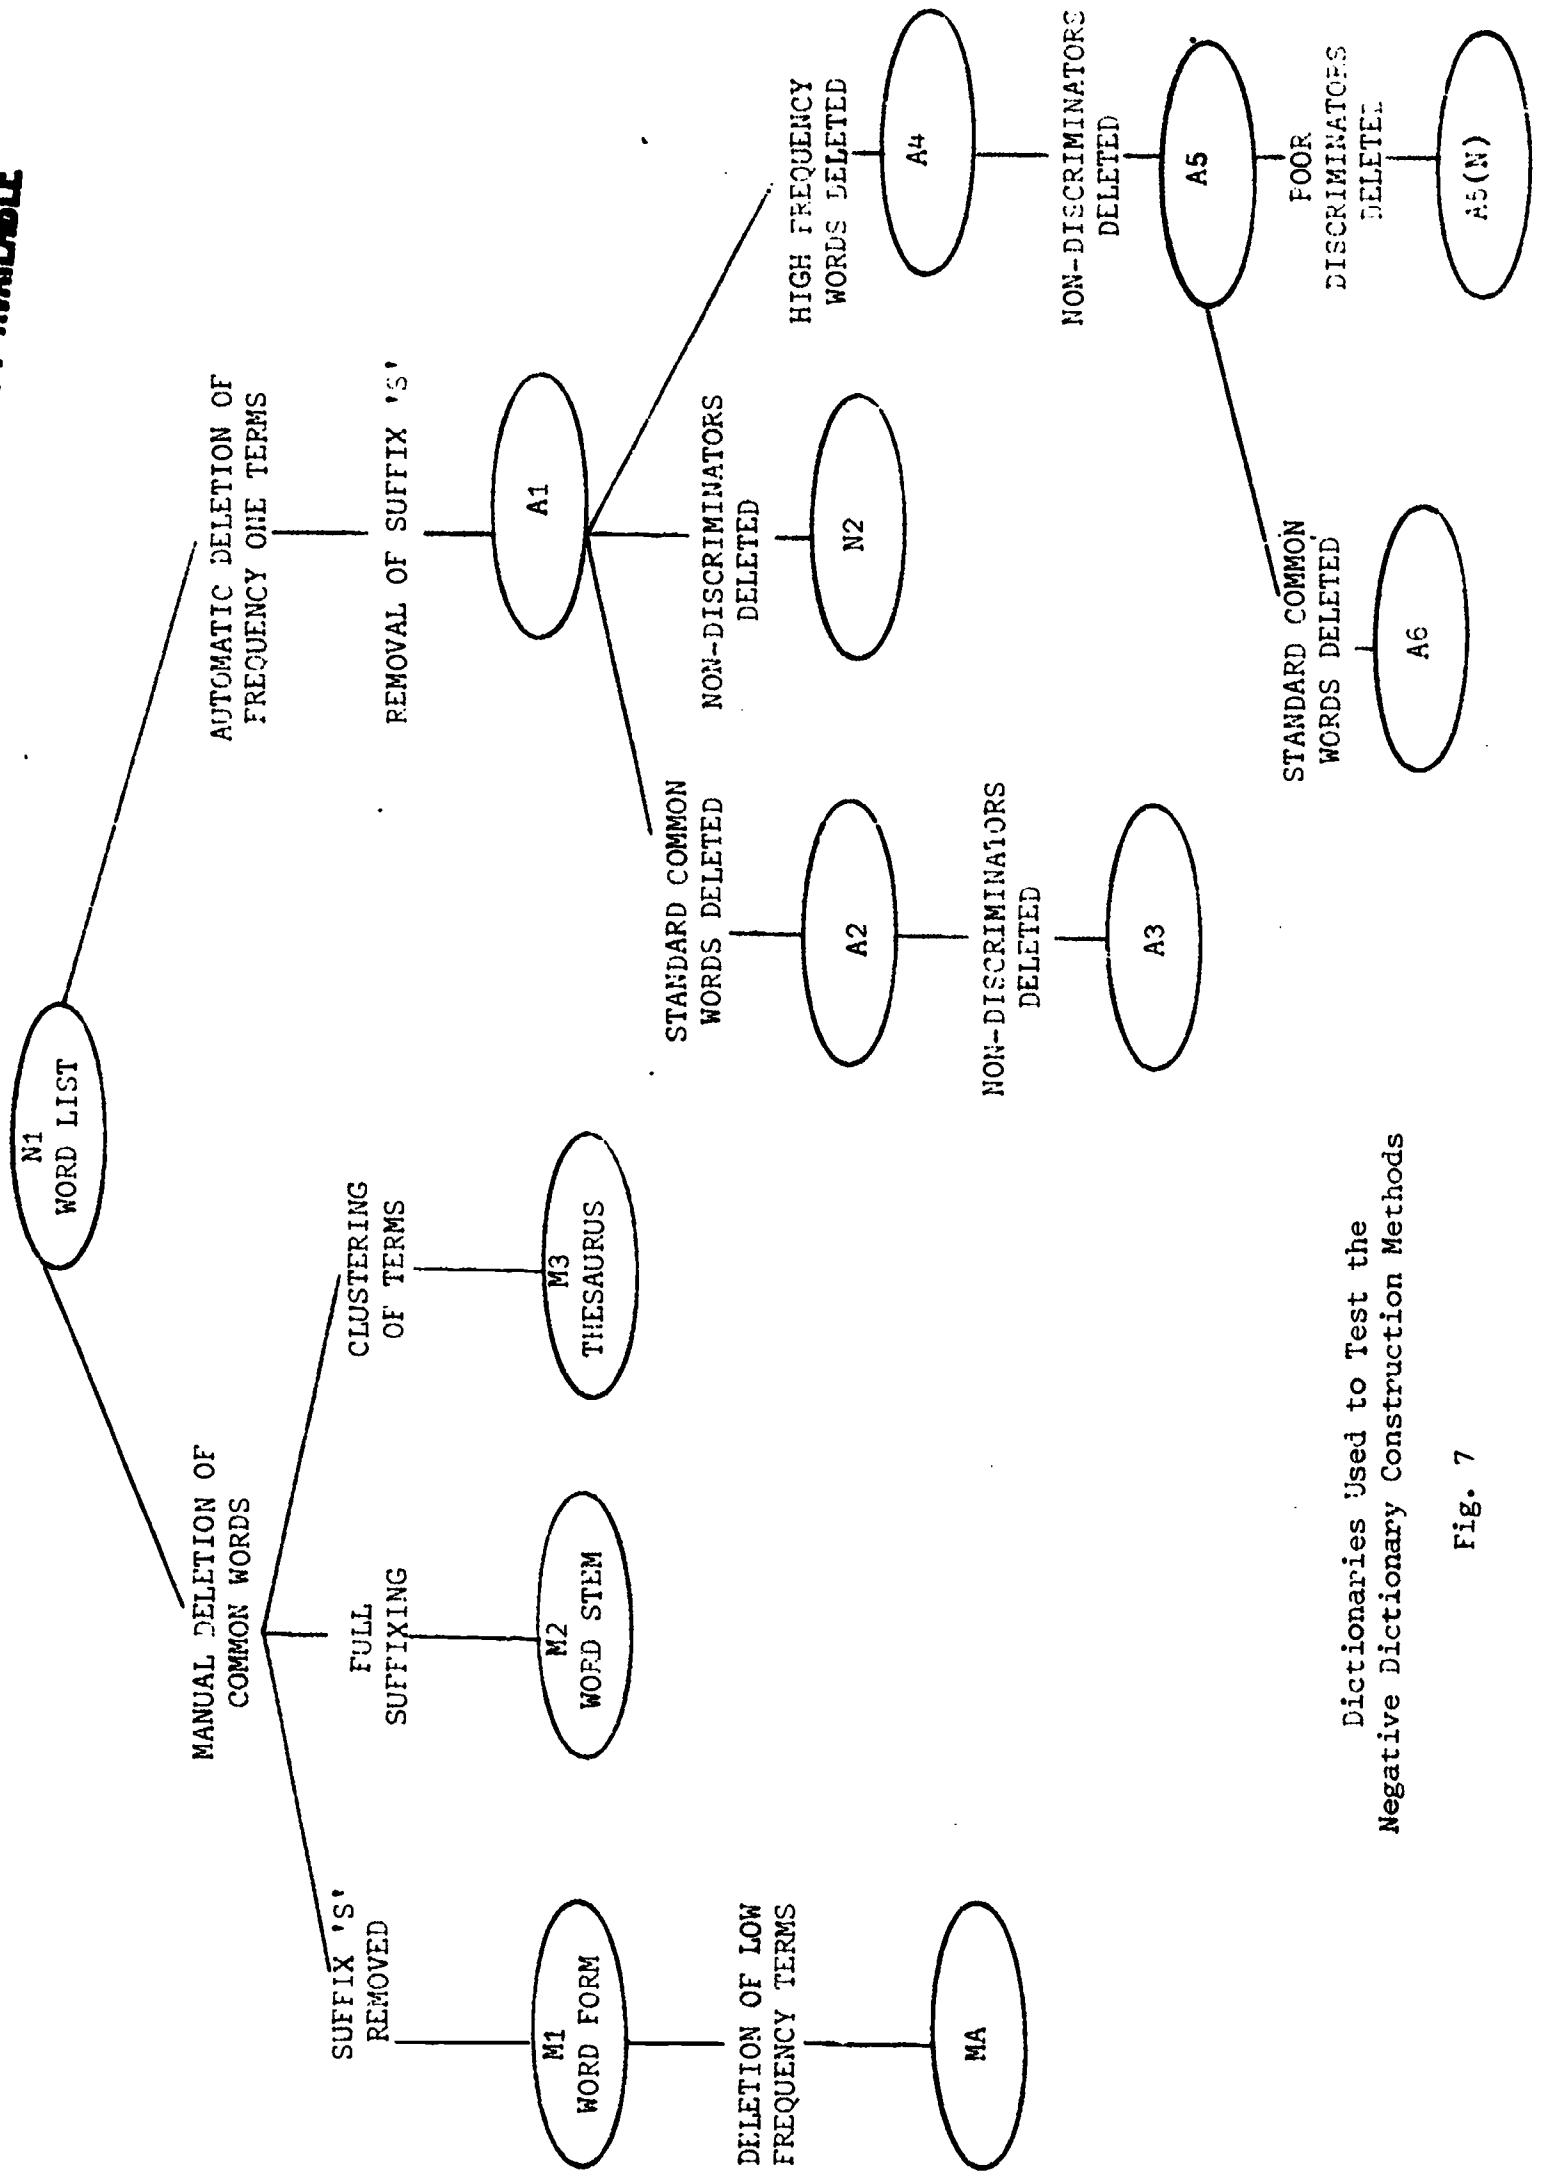 AVAILABLE
N1
WORD LIST
MANUAL DELETION OF
COMMON WORDS
AUTOMATIC DELETION OF
FREQUENCY ONE TERMS
SUFFIX 'S'
REMOVED
FULL
SUFFIXING
CLUSTERING
OF TERMS
REMOVAL OF SUFFIX 'S'
M1
WORD FORM
M2
WORD STEM
M3
THESAURUS
A1
DELETION OF LOW
FREQUENCY TERMS
STANDARD COMMON
WORDS DELETED
NON-DISCRIMINATORS
DELETED
HIGH FREQUENCY
WORDS DELETED
MA
A2
N2
A4
NON-DISCRIMINATORS
DELETED
NON-DISCRIMINATORS
DELETED
A3
A5
STANDARD COMMON
WORDS DELETED
POOR
DISCRIMINATORS
DELETED
A6
A5(N)
Dictionaries Used to Test the
Negative Dictionary Construction Methods
Fig. 7